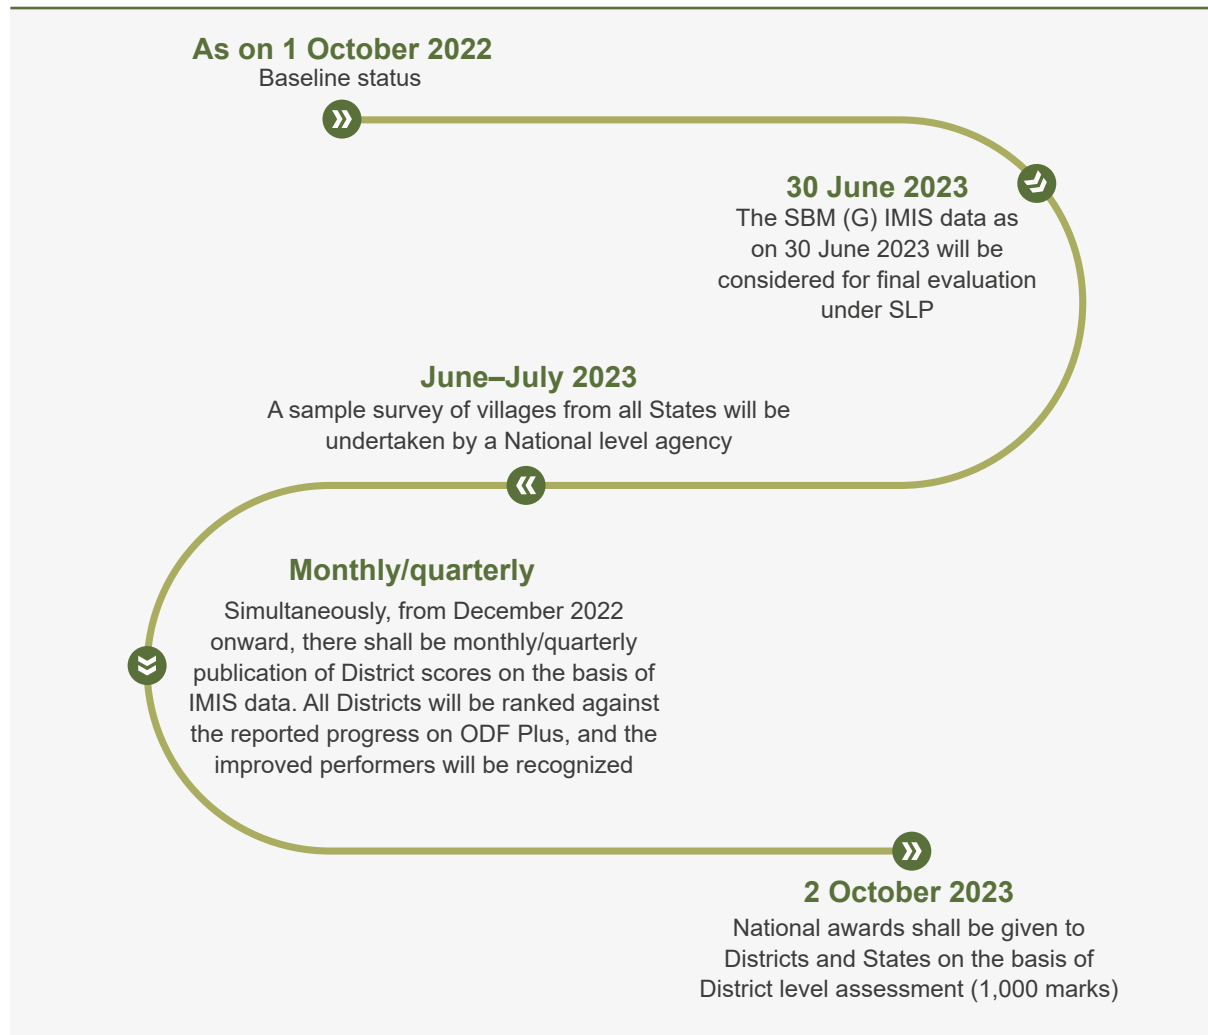 As on 1 October 2022
Baseline status
30 June 2023
The SBM (G) IMIS data as
on 30 June 2023 will be
considered for final evaluation
under SLP
June–July 2023
A sample survey of villages from all States will be
undertaken by a National level agency
Monthly/quarterly
Simultaneously, from December 2022
onward, there shall be monthly/quarterly
publication of District scores on the basis of
IMIS data. All Districts will be ranked against
the reported progress on ODF Plus, and the
improved performers will be recognized
2 October 2023
National awards shall be given to
Districts and States on the basis of
District level assessment (1,000 marks)